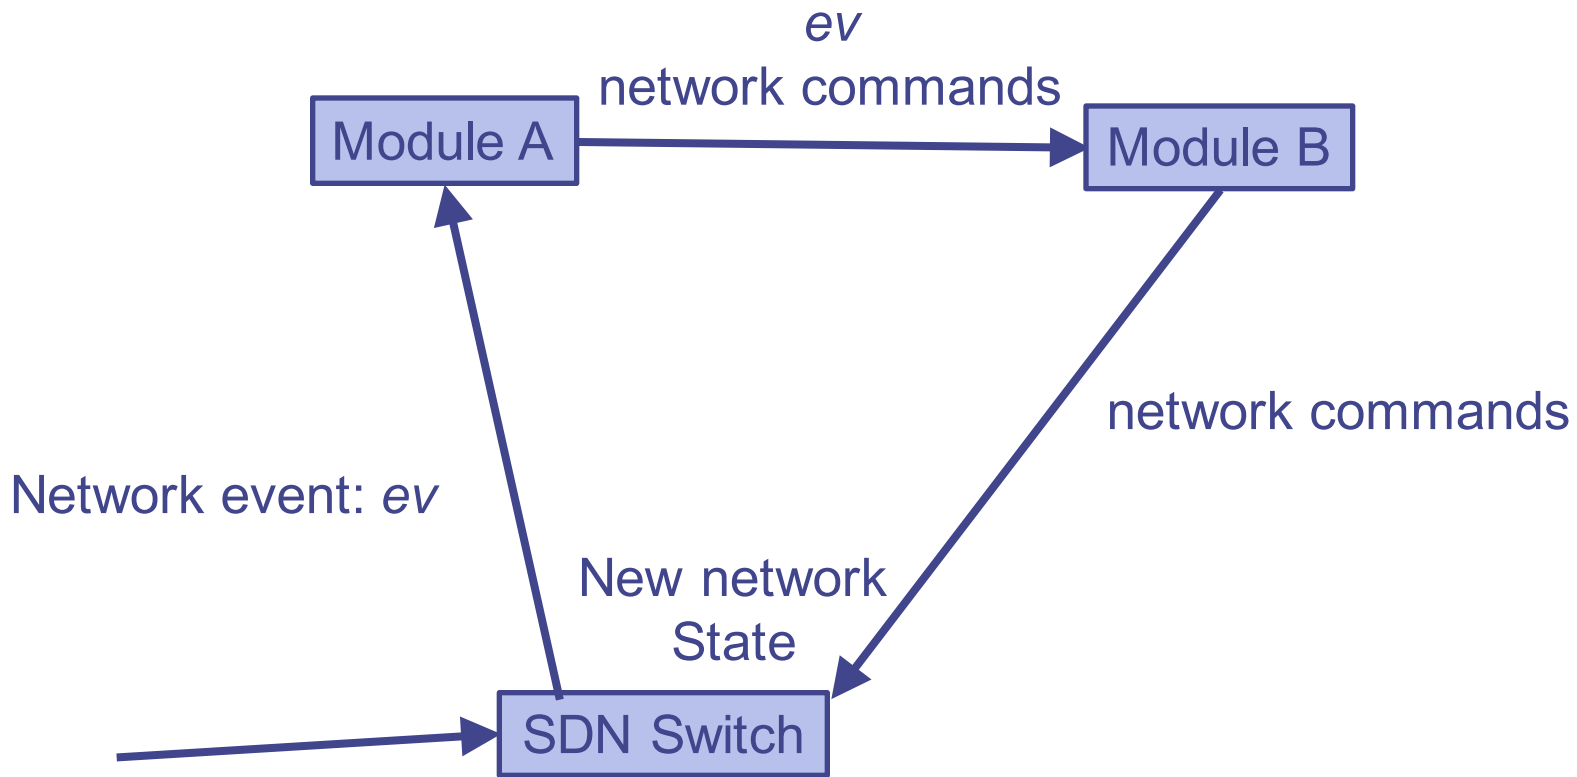 ev
network commands
Module A
Module B
network commands
Network event: ev
New network
State
SDN Switch